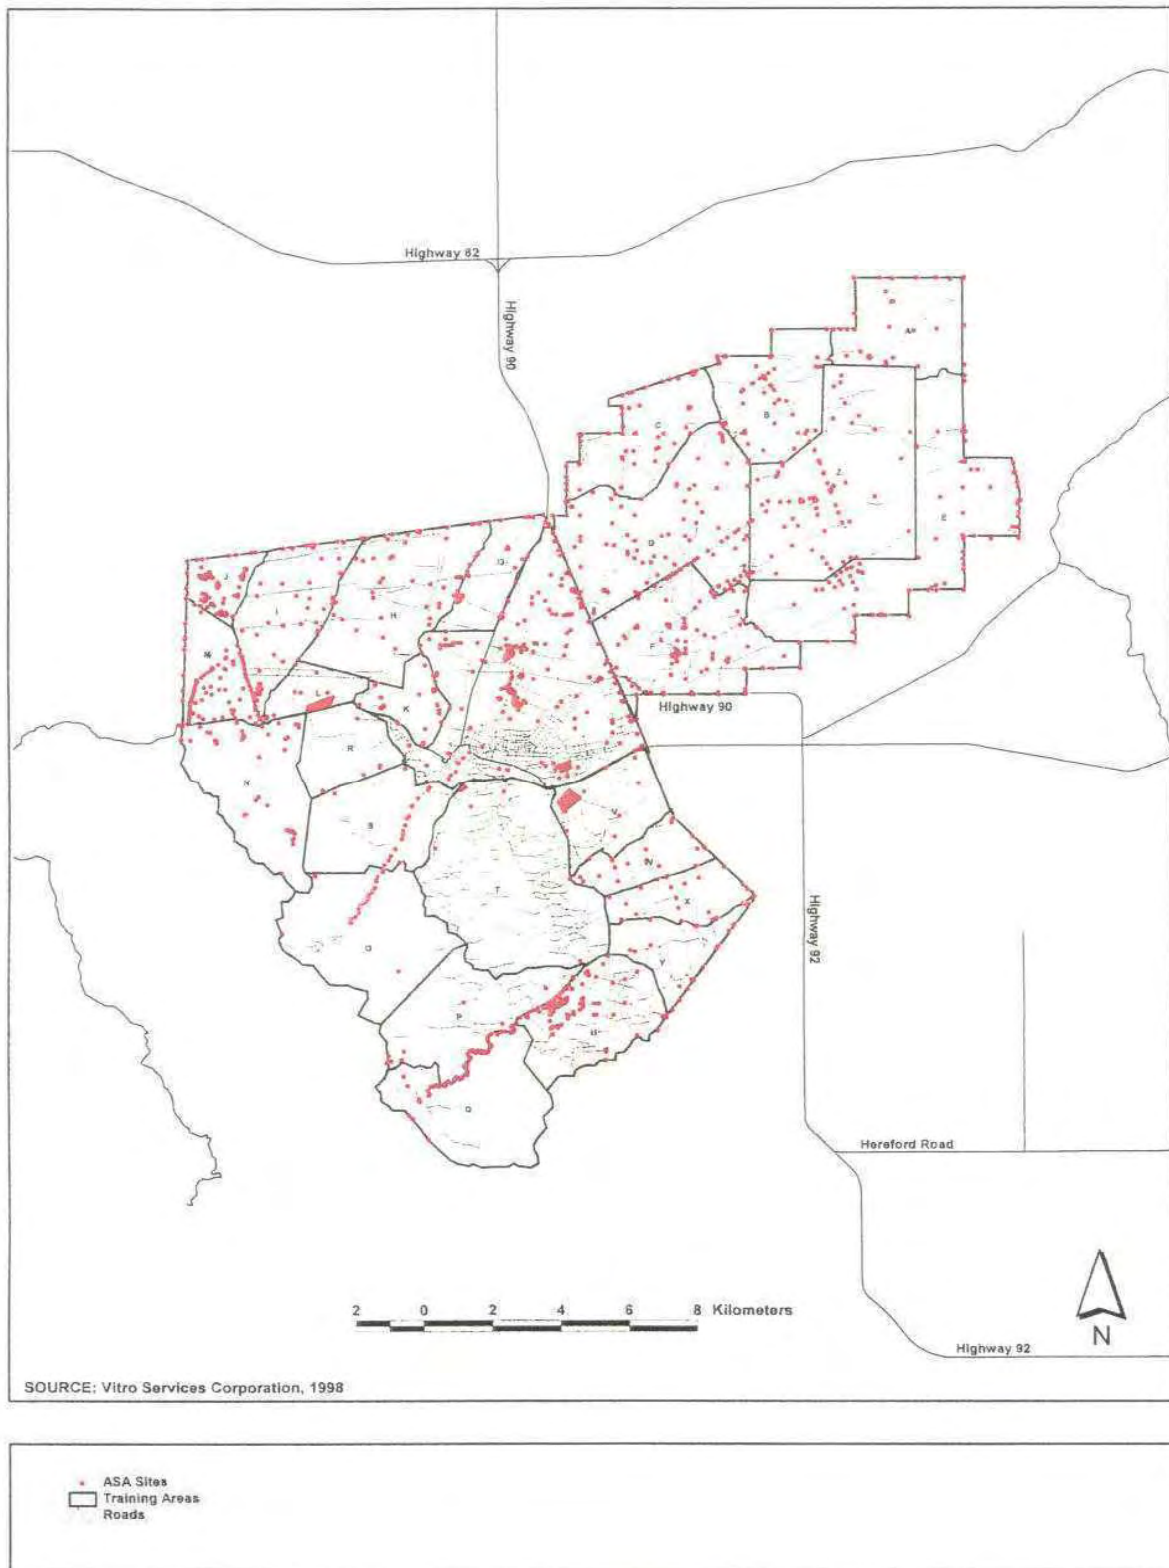 Highway 82
Highway 90
A
B
C
Z
E
D
G
J
I
H
F
L
K
Highway 90
R
N
S
V
W
T
X
Highway 92
O
Y
P
U
Q
Hereford Road
2 0 2 4 6 8 Kilometers
N
Highway 92
SOURCE: Vitro Services Corporation, 1998
ASA Sites
Training Areas
Roads